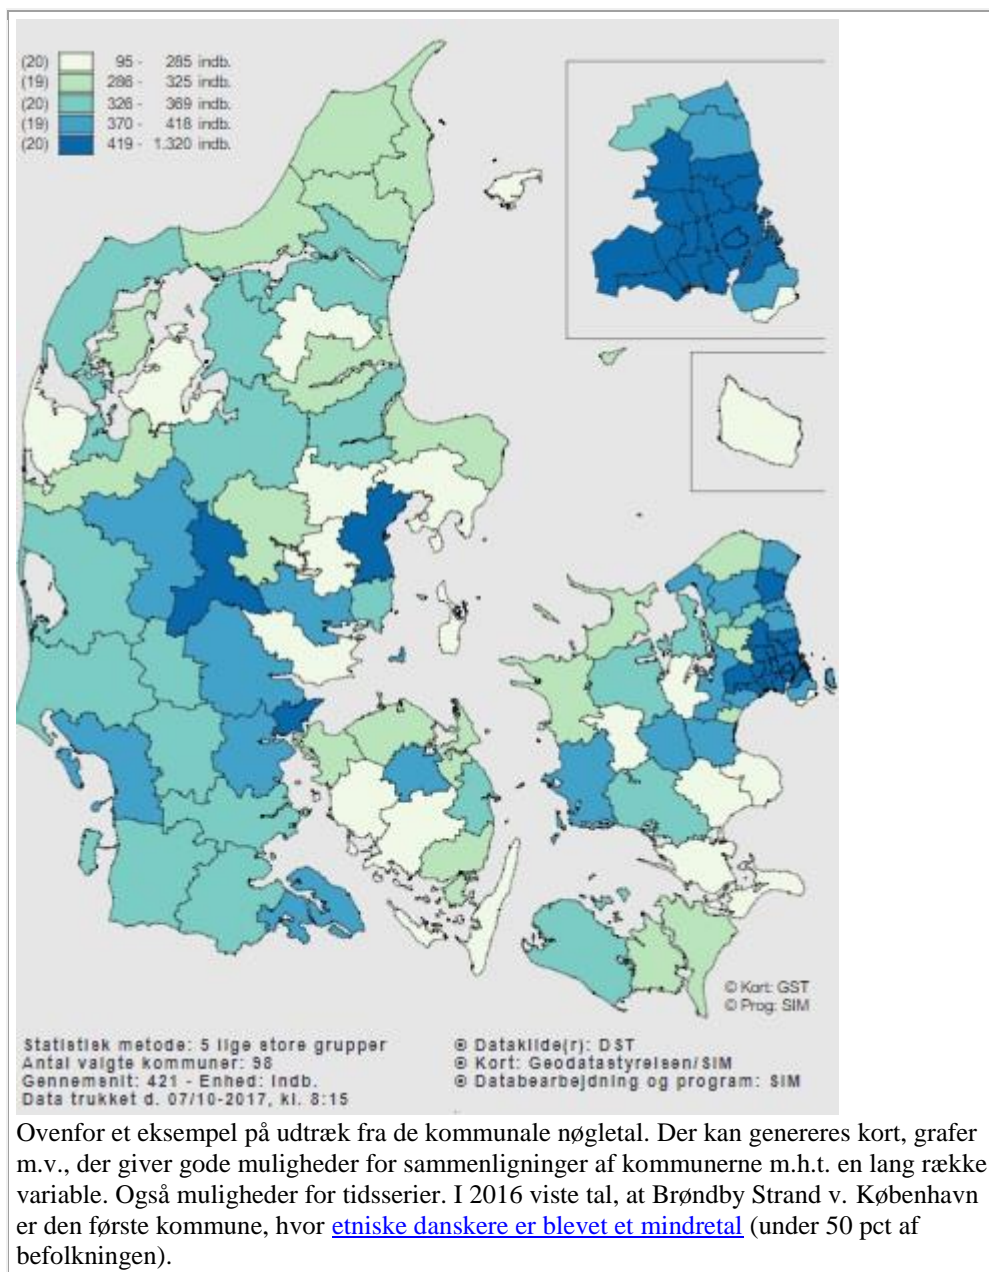 (20) 95 - 285 indb.
(19) 286 - 325 indb.
(20) 326 - 369 indb.
(19) 370 - 418 indb.
(20) 419 - 1.320 indb.
© Kort: GST
© Prog: SIM
Statistisk metode: 5 lige store grupper
Antal valgte kommuner: 98
Gennemsnit: 421 - Enhed: Indb.
Data trukket d. 07/10-2017, kl. 8:15
® Datakilde(r): DST
® Kort: Geodatastyrelsen/SIM
® Databearbejdning og program: SIM
Ovenfor et eksempel på udtræk fra de kommunale nøgletal. Der kan genereres kort, grafer
m.v., der giver gode muligheder for sammenligninger af kommunerne m.h.t. en lang række
variable. Også muligheder for tidsserier. I 2016 viste tal, at Brøndby Strand v. København
er den første kommune, hvor etniske danskere er blevet et mindretal (under 50 pct af
befolkningen).